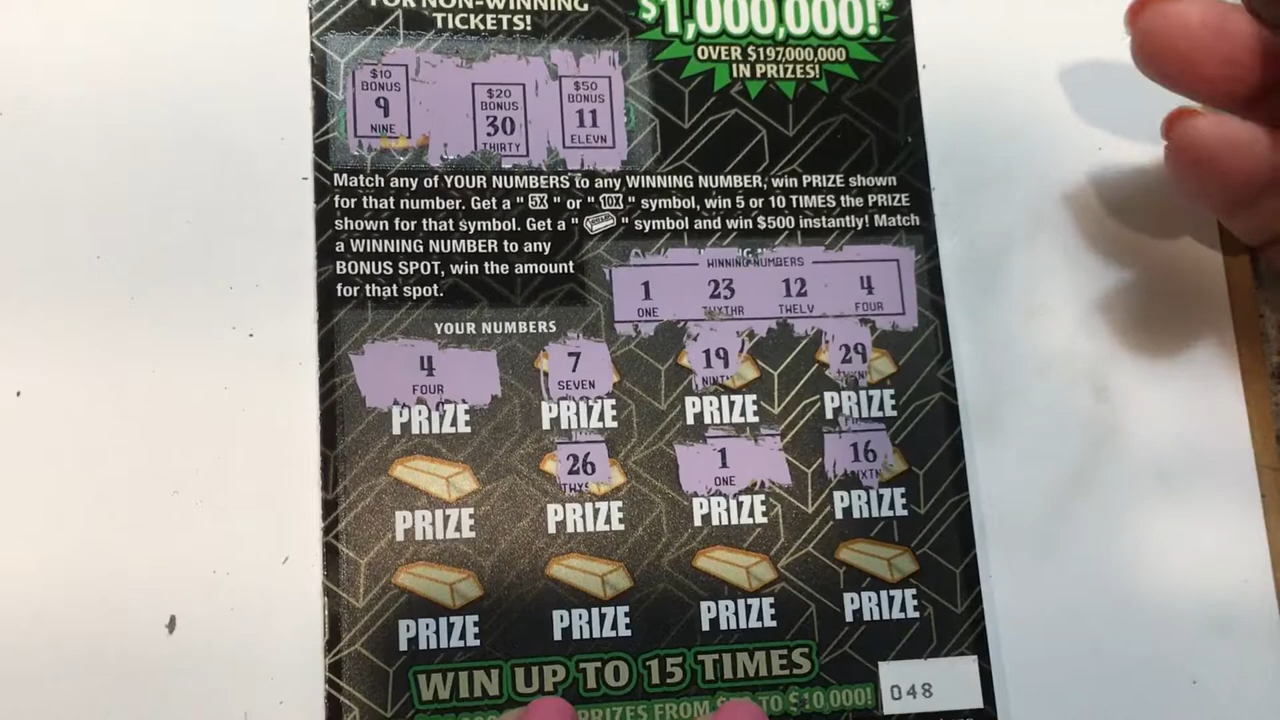 FOR NON-WINNING
TICKETS!
$1,000,000!*
OVER $197,000,000
IN PRIZES!
$10
BONUS
9
NINE
$20
BONUS
30
THIRTY
$50
BONUS
11
ELEVN
Match any of YOUR NUMBERS to any WINNING NUMBER, win PRIZE shown
for that number. Get a " 5X " or " 10X " symbol, win 5 or 10 TIMES the PRIZE
shown for that symbol. Get a " " symbol and win $500 instantly! Match
a WINNING NUMBER to any
BONUS SPOT, win the amount
for that spot.
WINNING NUMBERS
1 23 12 4
ONE TWYTHR TWELV FOUR
YOUR NUMBERS
4 7 19 29
FOUR SEVEN
PRIZE PRIZE PRIZE PRIZE
26 1 16
ONE
PRIZE PRIZE PRIZE PRIZE
PRIZE PRIZE PRIZE PRIZE
WIN UP TO 15 TIMES
PRIZES FROM TO $10,000!
048